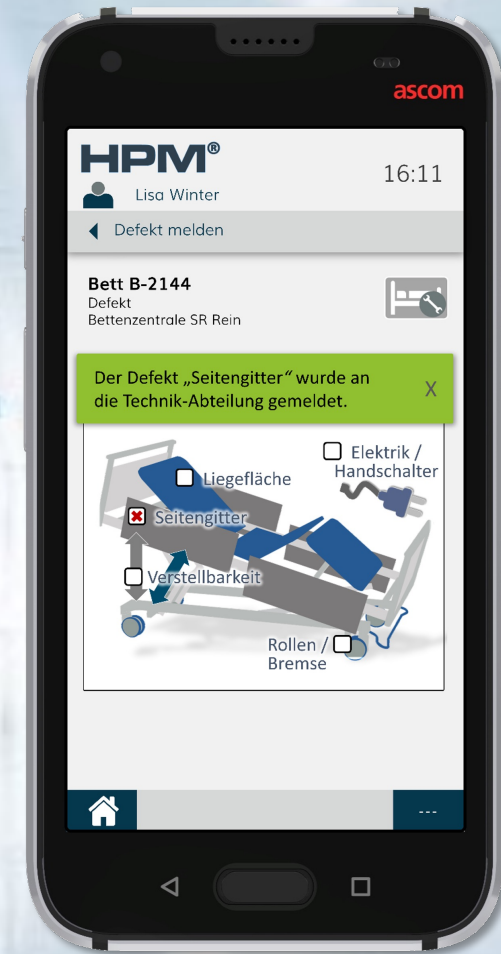 ascom
HPM®
16:11
Lisa Winter
Defekt melden
Bett B-2144
Defekt
Bettenzentrale SR Rein
Der Defekt „Seitengitter“ wurde an
die Technik-Abteilung gemeldet.
X
Elektrik /
Handschalter
Liegefläche
Seitengitter
Verstellbarkeit
Rollen /
Bremse
---